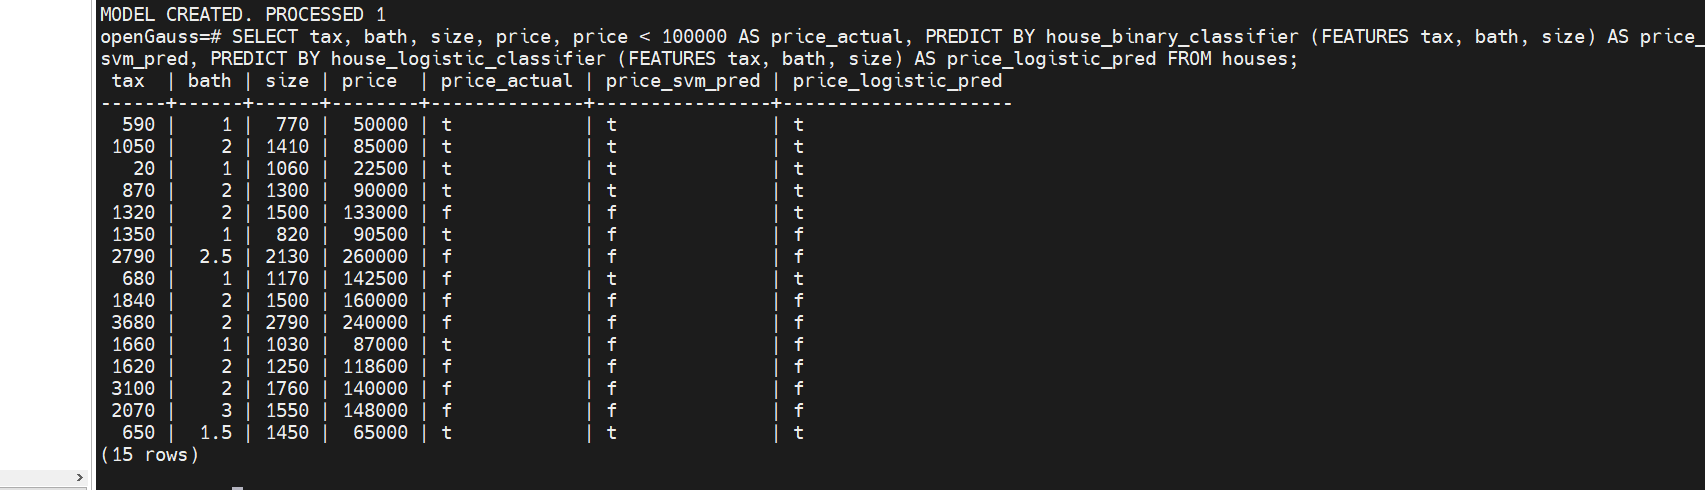 MODEL CREATED. PROCESSED 1
openGauss=# SELECT tax, bath, size, price, price < 100000 AS price_actual, PREDICT BY house_binary_classifier (FEATURES tax, bath, size) AS price_
svm_pred, PREDICT BY house_logistic_classifier (FEATURES tax, bath, size) AS price_logistic_pred FROM houses;
 tax  | bath | size | price  | price_actual | price_svm_pred | price_logistic_pred
------+------+------+--------+--------------+----------------+---------------------
  590 |    1 |  770 |  50000 | t            | t              | t
 1050 |    2 | 1410 |  85000 | t            | t              | t
   20 |    1 | 1060 |  22500 | t            | t              | t
  870 |    2 | 1300 |  90000 | t            | t              | t
 1320 |    2 | 1500 | 133000 | f            | f              | t
 1350 |    1 |  820 |  90500 | t            | f              | f
 2790 |  2.5 | 2130 | 260000 | f            | f              | f
  680 |    1 | 1170 | 142500 | f            | t              | t
 1840 |    2 | 1500 | 160000 | f            | f              | f
 3680 |    2 | 2790 | 240000 | f            | f              | f
 1660 |    1 | 1030 |  87000 | t            | f              | f
 1620 |    2 | 1250 | 118600 | f            | f              | f
 3100 |    2 | 1760 | 140000 | f            | f              | f
 2070 |    3 | 1550 | 148000 | f            | f              | f
  650 |  1.5 | 1450 |  65000 | t            | t              | t
(15 rows)